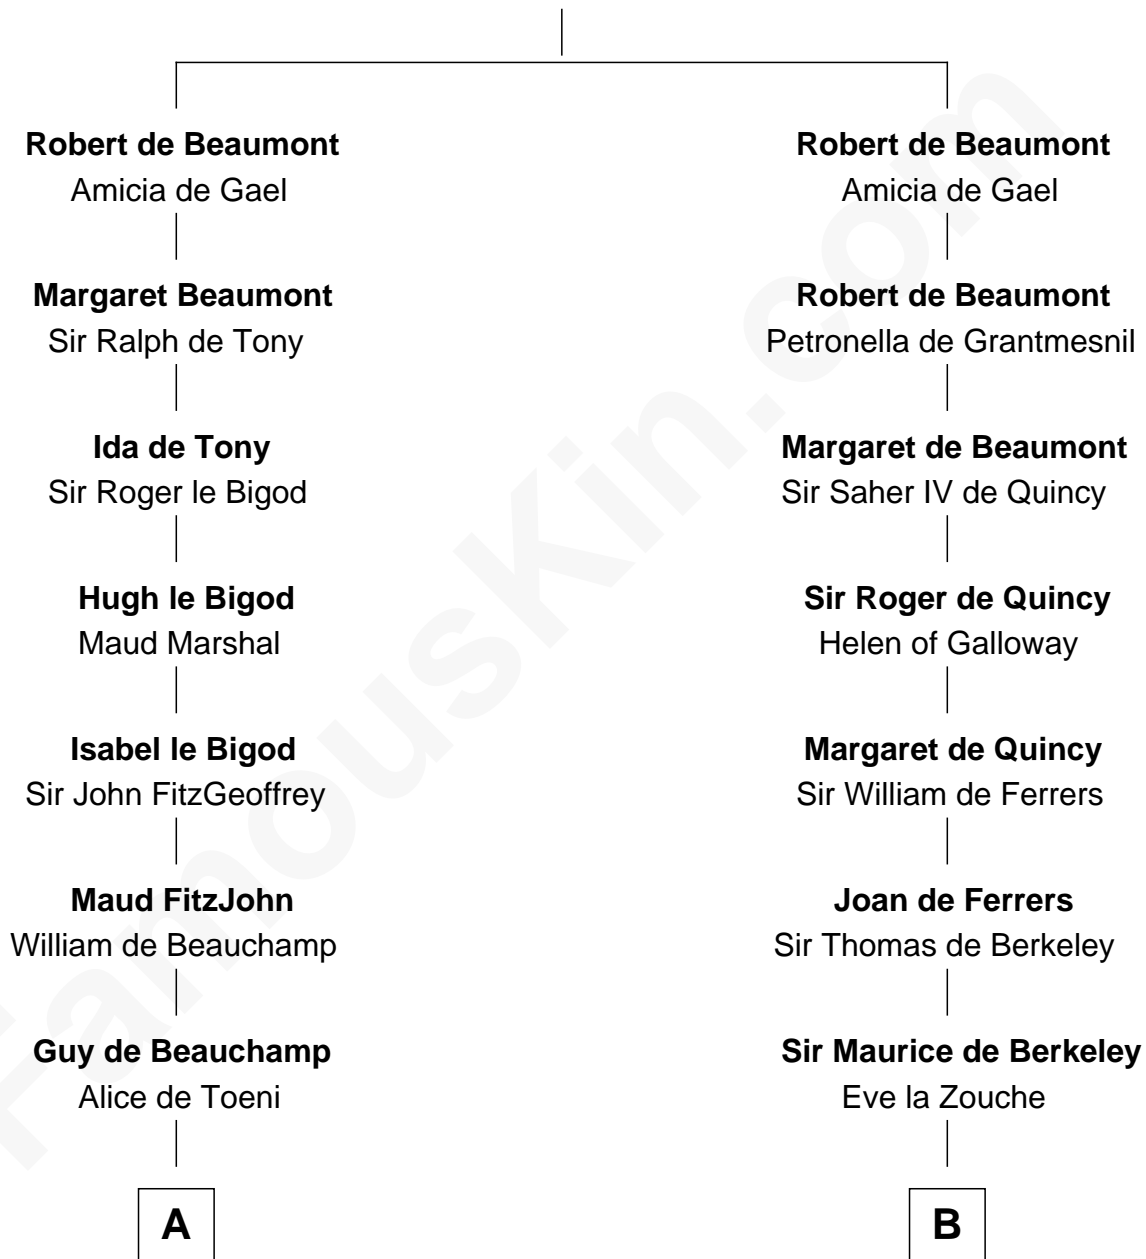 Robert de Beaumont
Amicia de Gael
Margaret Beaumont
Sir Ralph de Tony
Ida de Tony
Sir Roger le Bigod
Hugh le Bigod
Maud Marshal
Isabel le Bigod
Sir John FitzGeoffrey
Maud FitzJohn
William de Beauchamp
Guy de Beauchamp
Alice de Toeni
A
Robert de Beaumont
Amicia de Gael
Robert de Beaumont
Petronella de Grantmesnil
Margaret de Beaumont
Sir Saher IV de Quincy
Sir Roger de Quincy
Helen of Galloway
Margaret de Quincy
Sir William de Ferrers
Joan de Ferrers
Sir Thomas de Berkeley
Sir Maurice de Berkeley
Eve la Zouche
B
FamousKin.com